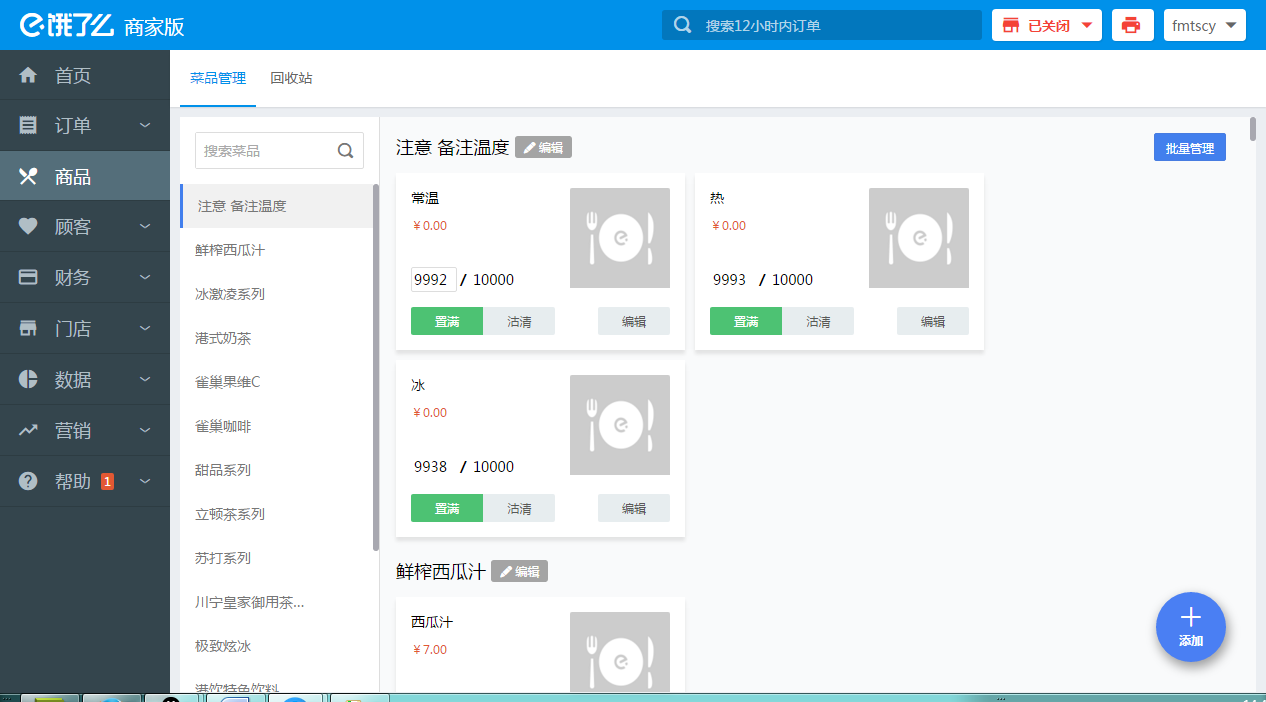 饿了么 商家版
搜索12小时内订单
已关闭
fmtscy
首页
订单
商品
顾客
财务
门店
数据
营销
帮助 1
菜品管理 回收站
搜索菜品
注意 备注温度
鲜榨西瓜汁
冰激凌系列
港式奶茶
雀巢果维C
雀巢咖啡
甜品系列
立顿茶系列
苏打系列
川宁皇家御用茶...
极致炫冰
港饮特色饮料
注意 备注温度 编辑
批量管理
常温
¥0.00
9992 / 10000
置满 沽清 编辑
热
¥0.00
9993 / 10000
置满 沽清 编辑
冰
¥0.00
9938 / 10000
置满 沽清 编辑
鲜榨西瓜汁 编辑
西瓜汁
¥7.00
添加